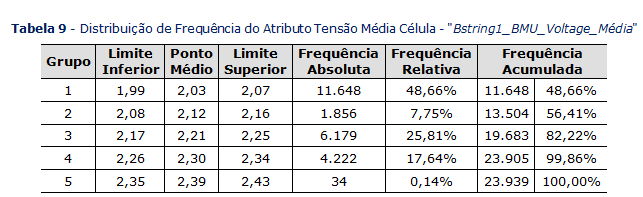 Tabela 9 - Distribuição de Frequência do Atributo Tensão Média Célula - "Bstring1_BMU_Voltage_Média"
Grupo Limite Inferior Ponto Médio Limite Superior Frequência Absoluta Frequência Relativa Frequência Acumulada
1 1,99 2,03 2,07 11.648 48,66% 11.648 48,66%
2 2,08 2,12 2,16 1.856 7,75% 13.504 56,41%
3 2,17 2,21 2,25 6.179 25,81% 19.683 82,22%
4 2,26 2,30 2,34 4.222 17,64% 23.905 99,86%
5 2,35 2,39 2,43 34 0,14% 23.939 100,00%